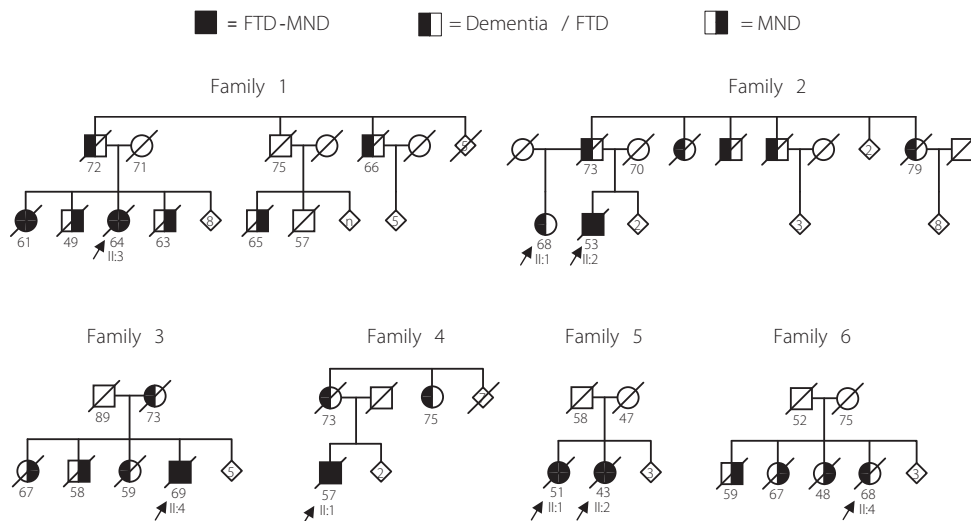 = FTD-MND = Dementia / FTD = MND
Family 1 Family 2
8 2
72 71 75 66 73 70 79
8 n 5 2 3 8
61 49 64 63 65 57 68 53
II:3 II:1 II:2
Family 3 Family 4 Family 5 Family 6
7
89 73 73 75 58 47 52 75
5 2 3 3
67 58 59 69 57 51 43 59 67 48 68
II:4 II:1 II:1 II:2 II:4